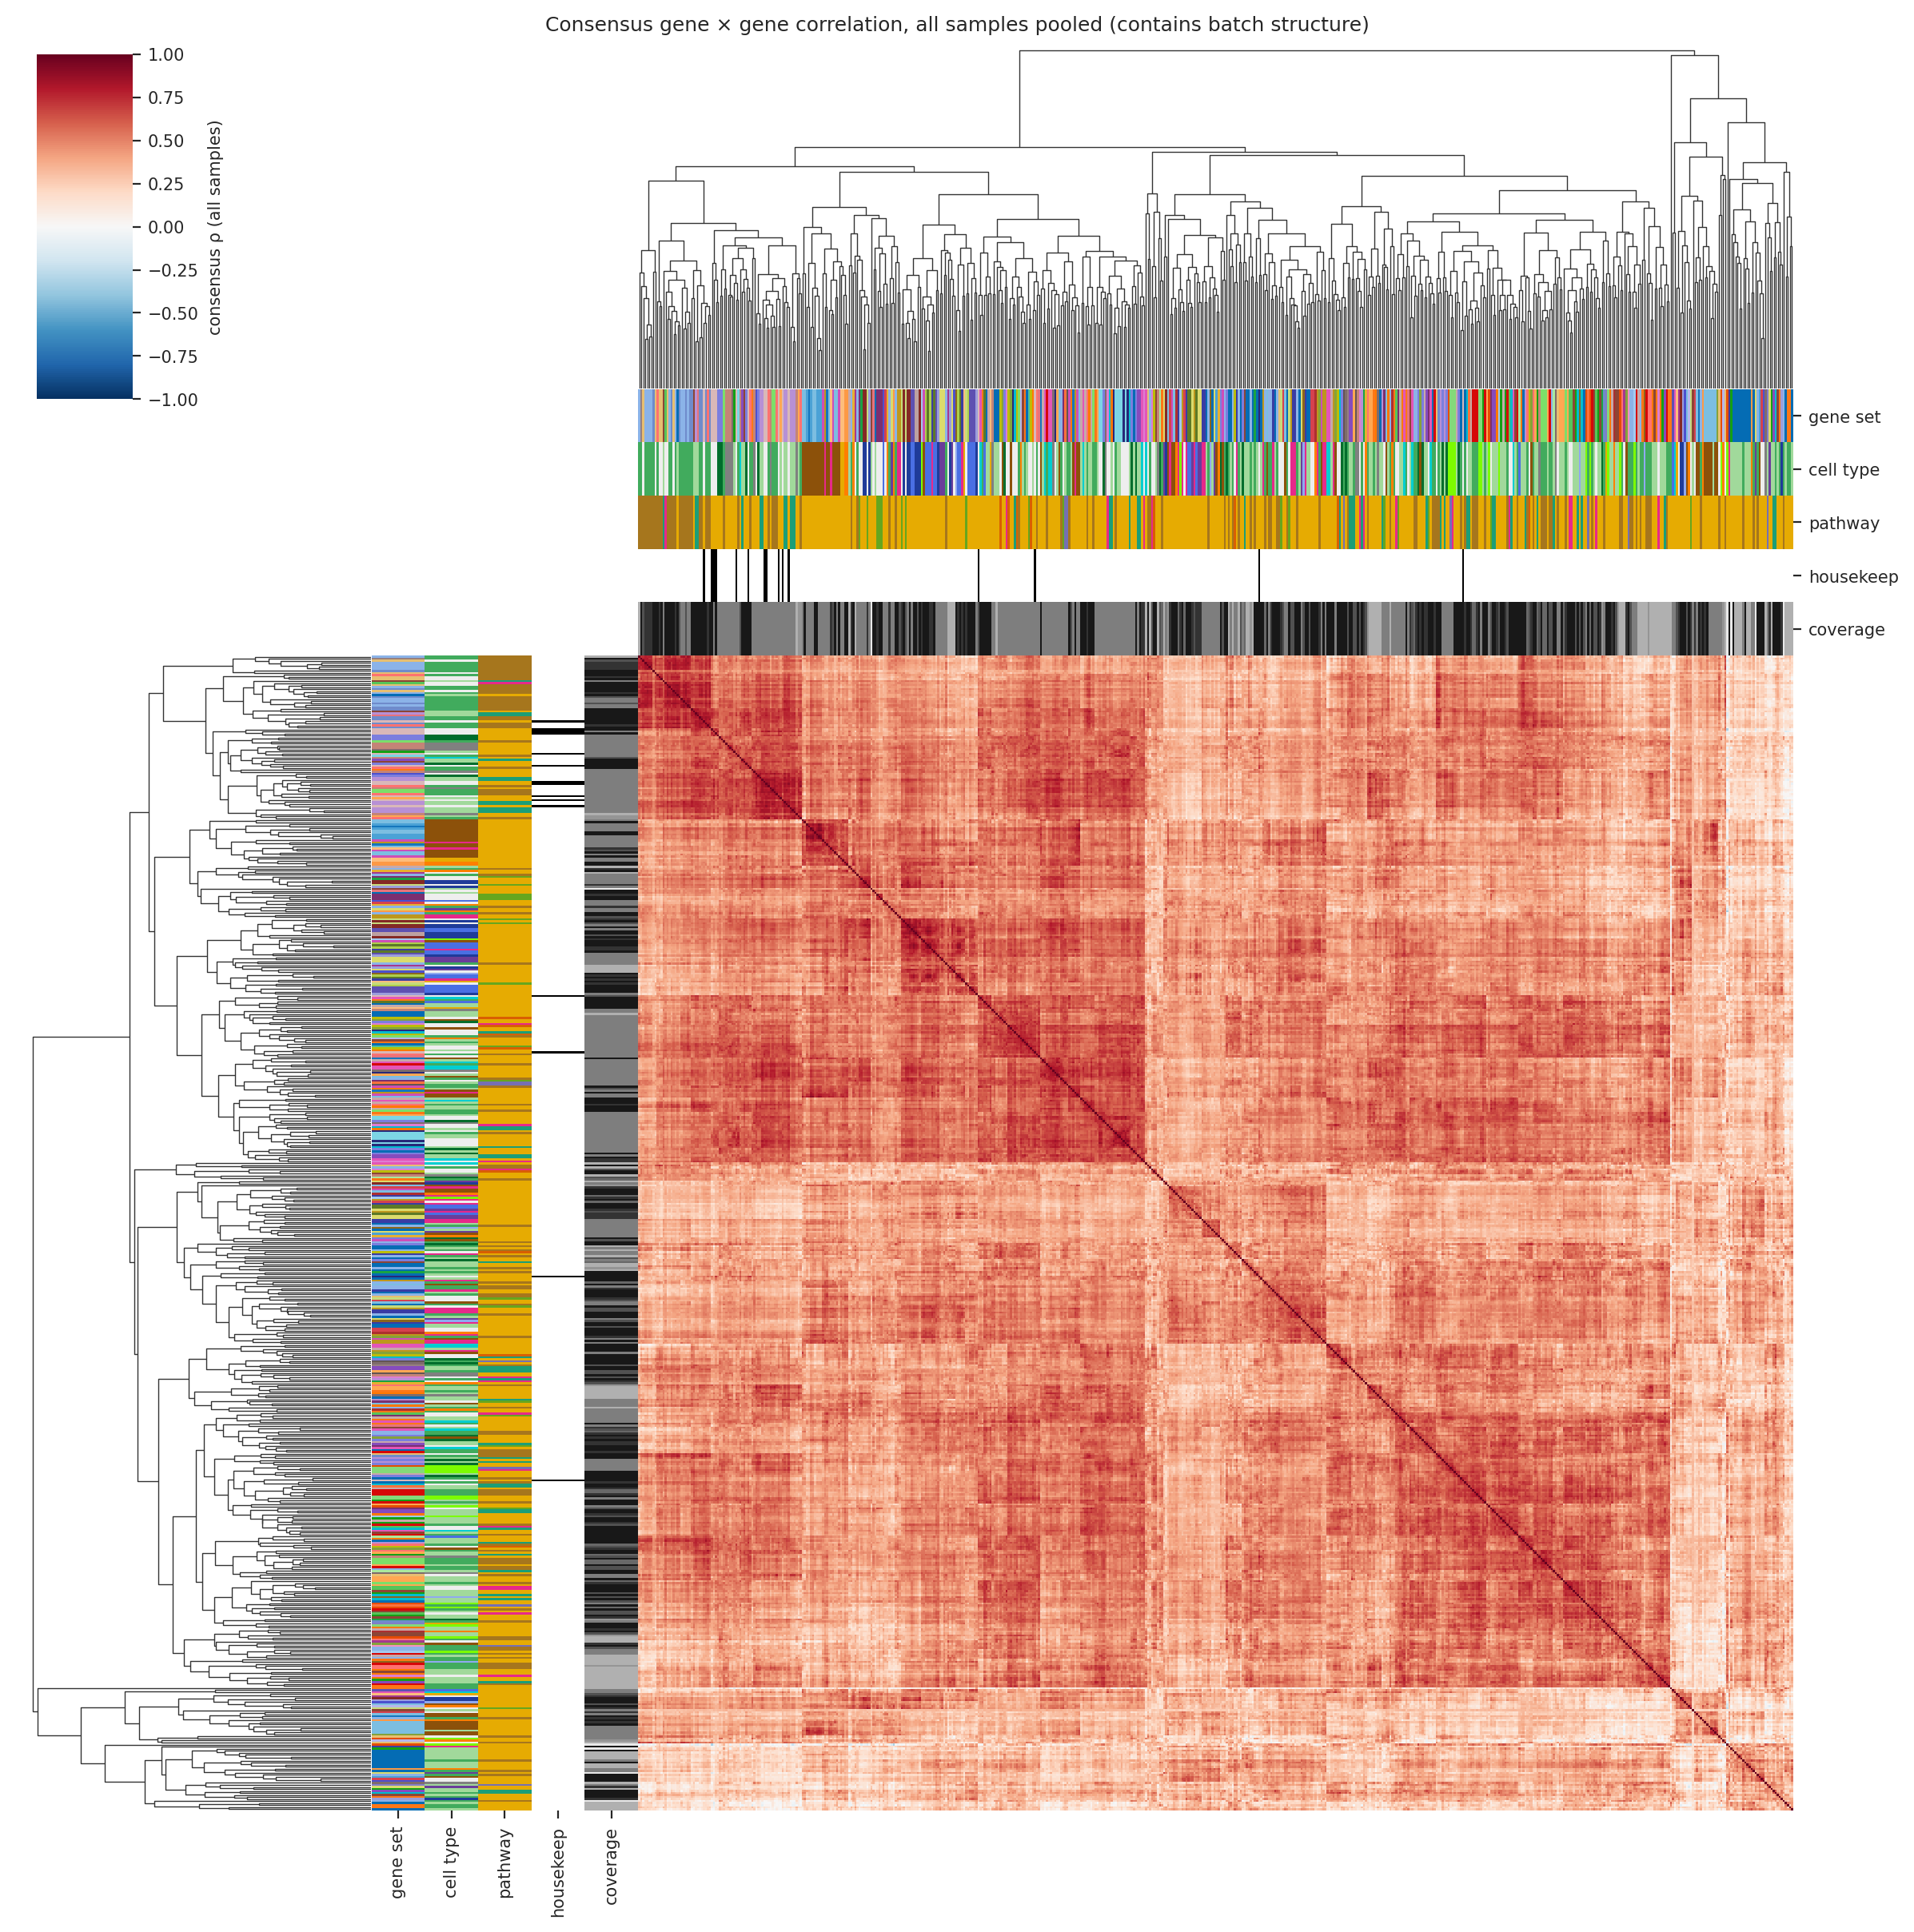 Consensus gene × gene correlation, all samples pooled (contains batch structure)
1.00
0.75
0.50
0.25
0.00
−0.25
−0.50
−0.75
−1.00
consensus ρ (all samples)
gene set
cell type
pathway
housekeep
coverage
gene set
cell type
pathway
housekeep
coverage